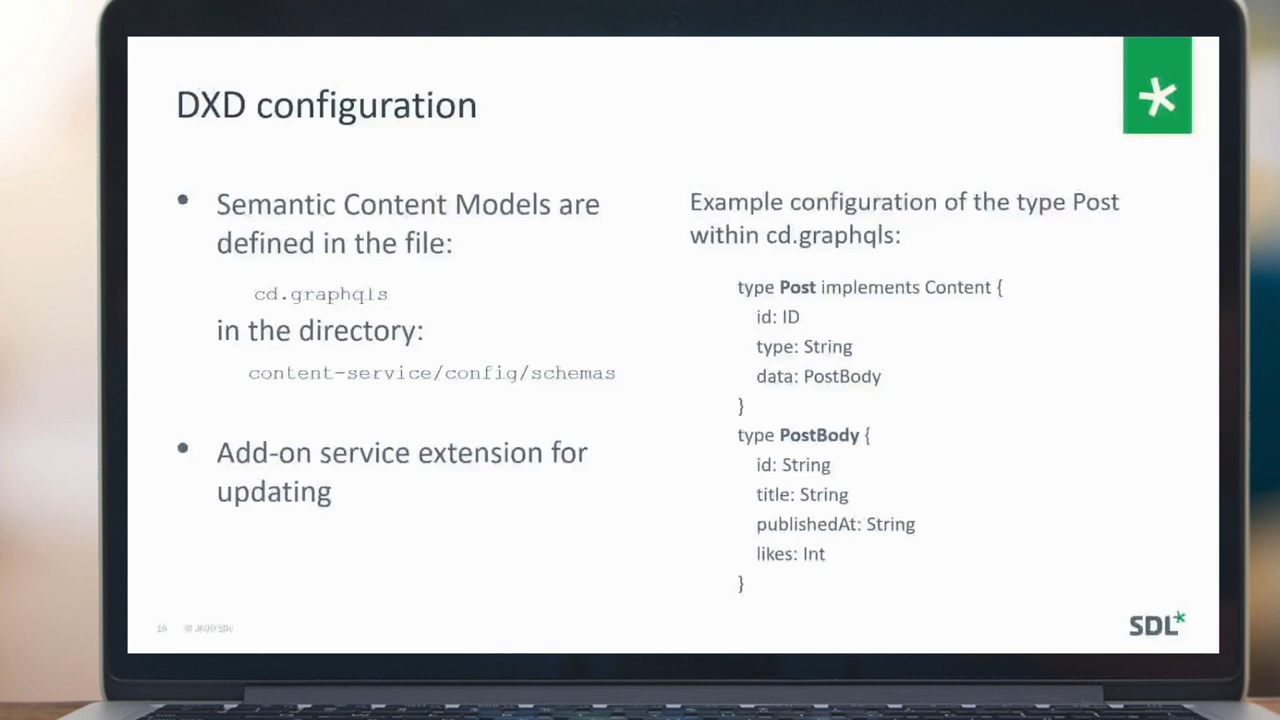 DXD configuration
• Semantic Content Models are
defined in the file:
cd.graphqls
in the directory:
content-service/config/schemas
• Add-on service extension for
updating
Example configuration of the type Post
within cd.graphqls:
type Post implements Content {
id: ID
type: String
data: PostBody
}
type PostBody {
id: String
title: String
publishedAt: String
likes: Int
}
SDL*